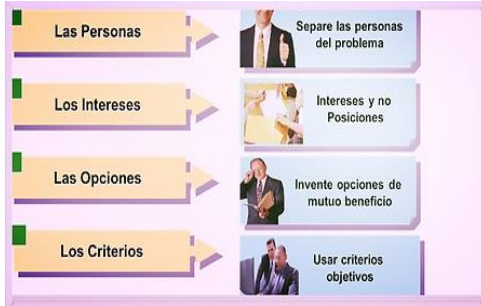 Las Personas
Separe las personas
del problema
Los Intereses
Intereses y no
Posiciones
Las Opciones
Invente opciones de
mutuo beneficio
Los Criterios
Usar criterios
objetivos